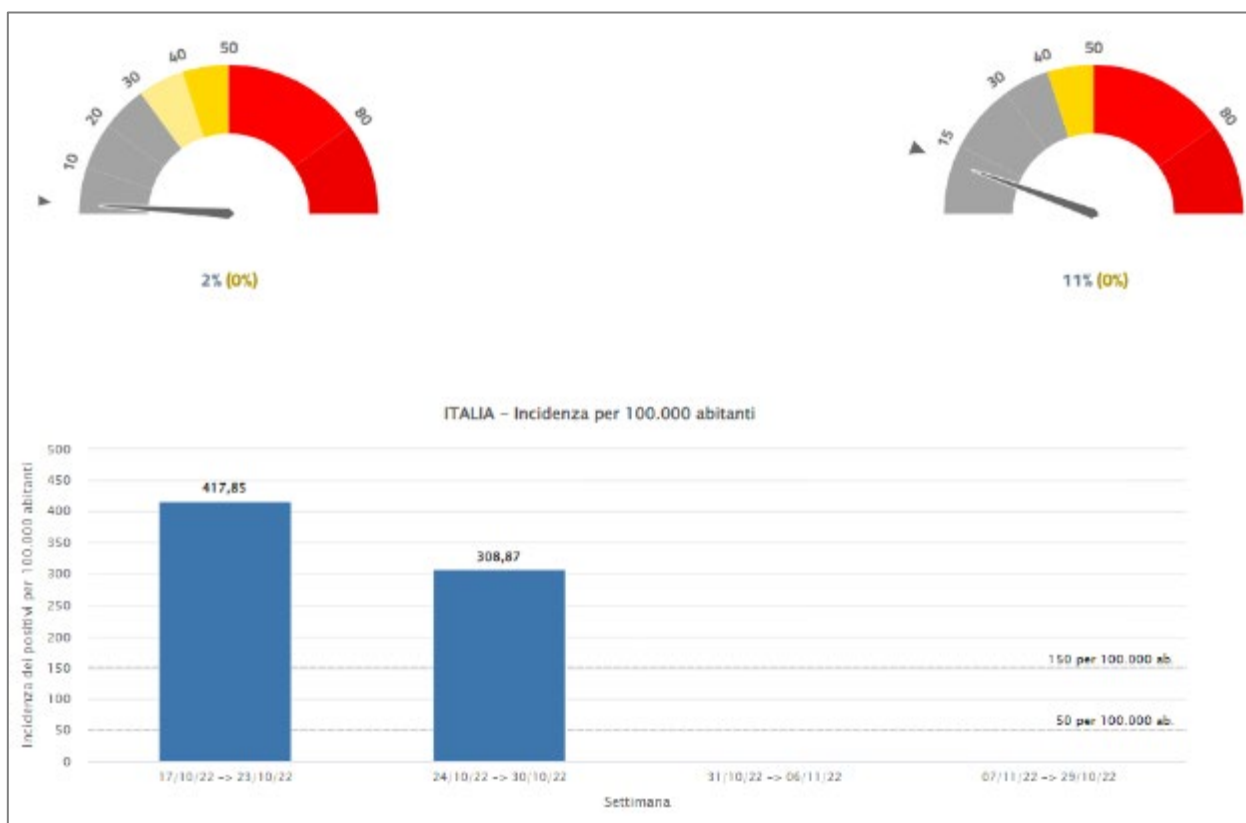 10 20 30 40 50 80
15 30 40 50 80
2% (0%)
11% (0%)
ITALIA - Incidenza per 100.000 abitanti
Incidenza dei positivi per 100.000 abitanti
500
450
400
350
300
250
200
150
100
50
0
417,85
308,87
150 per 100.000 ab.
50 per 100.000 ab.
17/10/22 -> 23/10/22
24/10/22 -> 30/10/22
31/10/22 -> 06/11/22
07/11/22 -> 29/10/22
Settimana